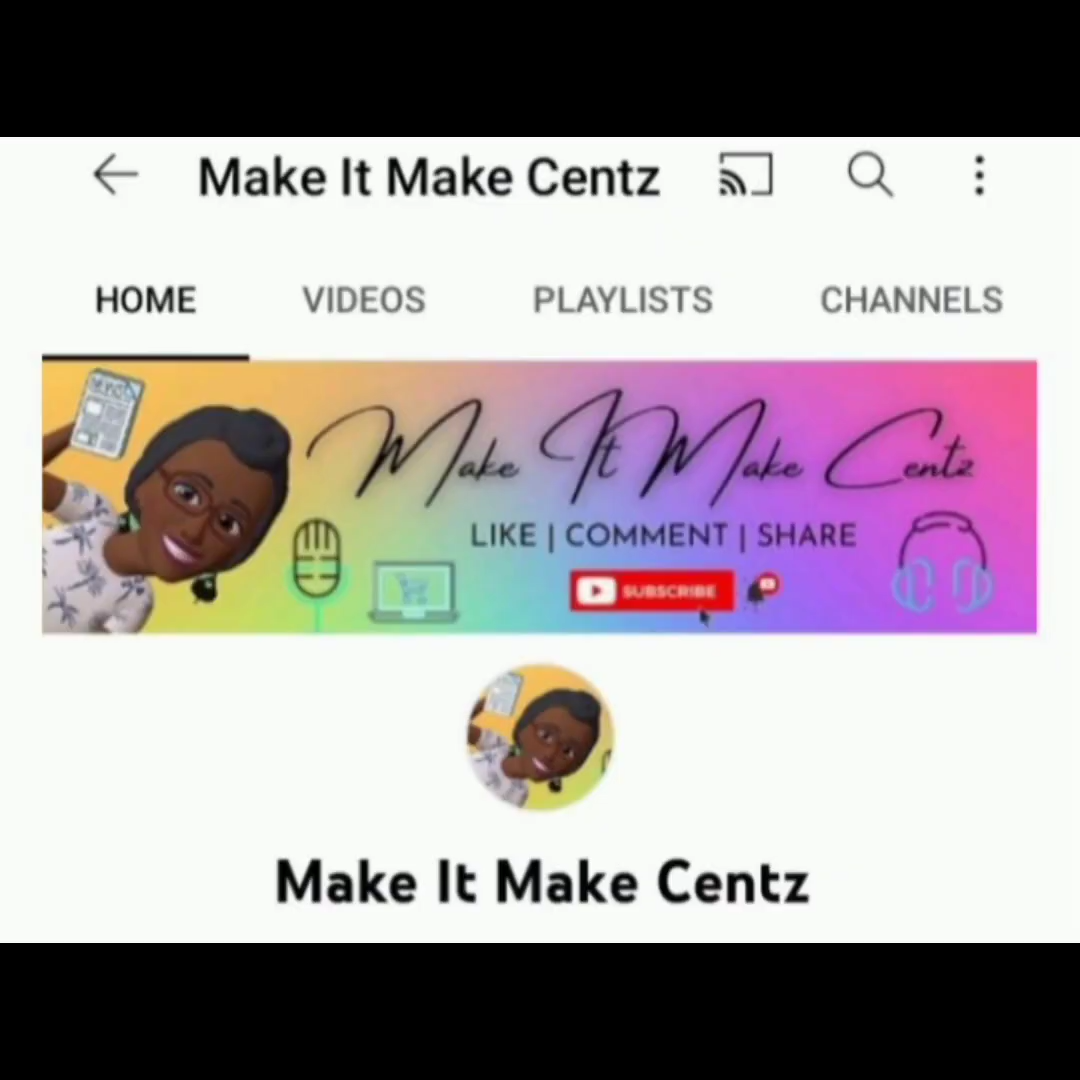 Make It Make Centz
HOME VIDEOS PLAYLISTS CHANNELS
NEWS
Make It Make Centz
LIKE | COMMENT | SHARE
SUBSCRIBE
Make It Make Centz